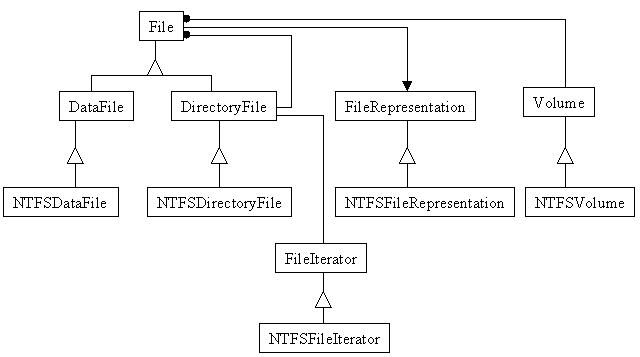 File
DataFile
DirectoryFile
FileRepresentation
Volume
NTFSDataFile
NTFSDirectoryFile
NTFSFileRepresentation
NTFSVolume
FileIterator
NTFSFileIterator